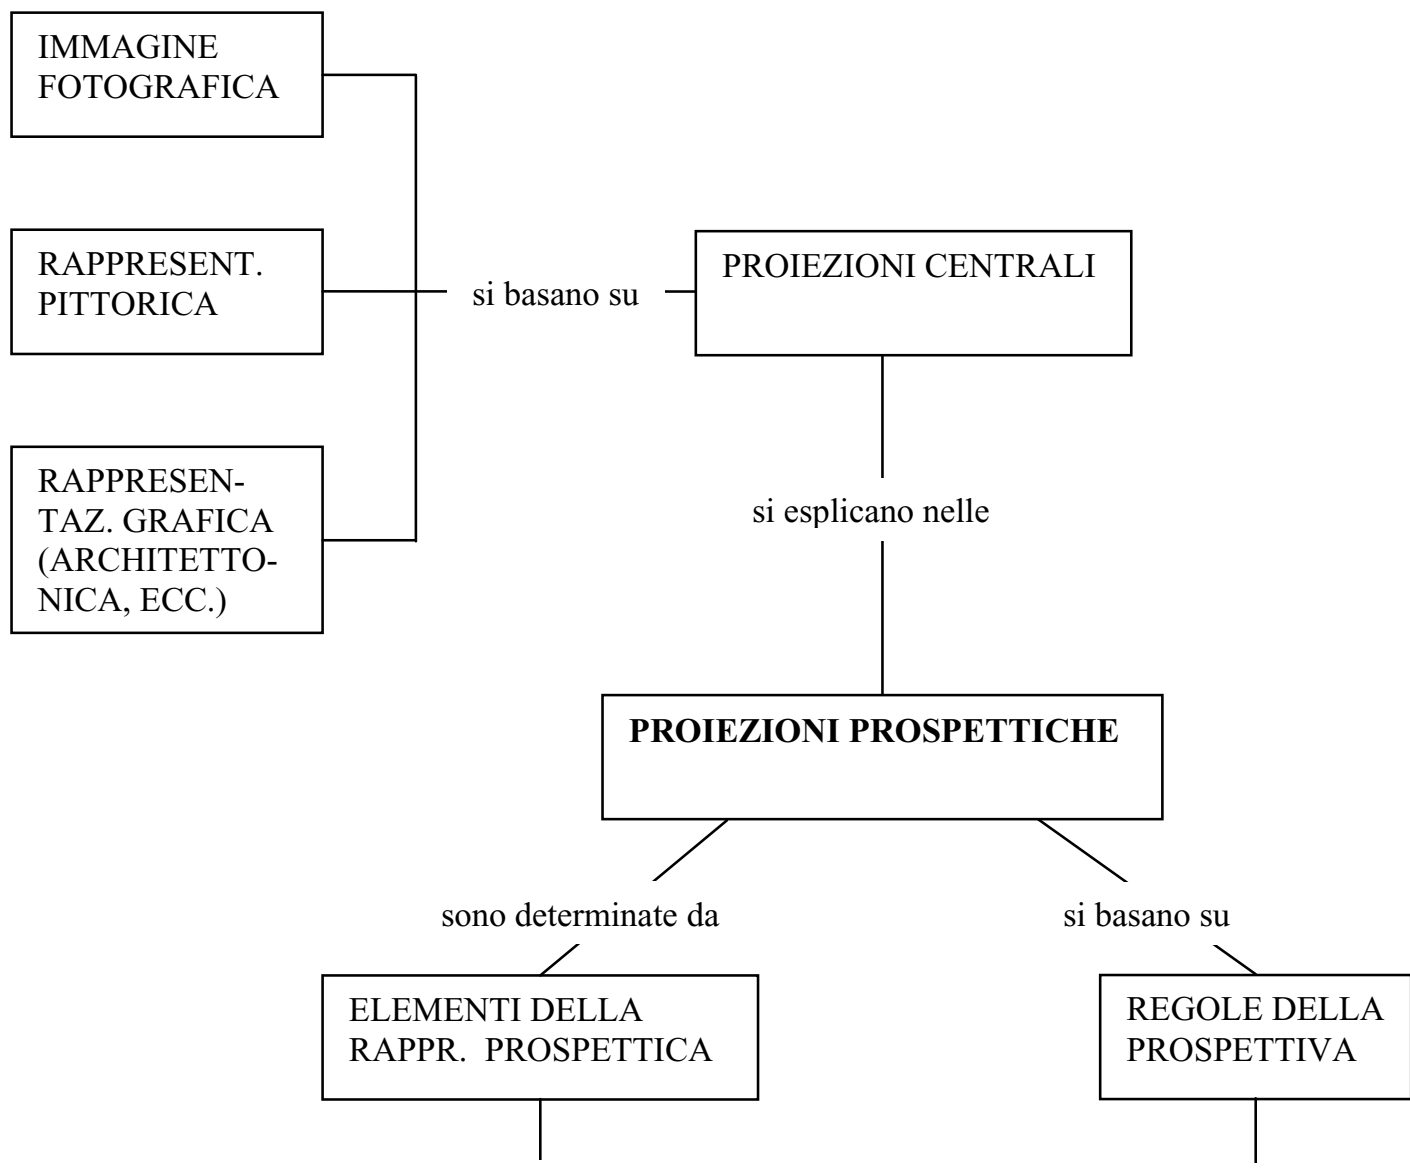 IMMAGINE
FOTOGRAFICA
RAPPRESENT.
PITTORICA
si basano su
PROIEZIONI CENTRALI
RAPPRESEN-
TAZ. GRAFICA
(ARCHITETTO-
NICA, ECC.)
si esplicano nelle
PROIEZIONI PROSPETTICHE
sono determinate da
si basano su
ELEMENTI DELLA
RAPPR. PROSPETTICA
REGOLE DELLA
PROSPETTIVA